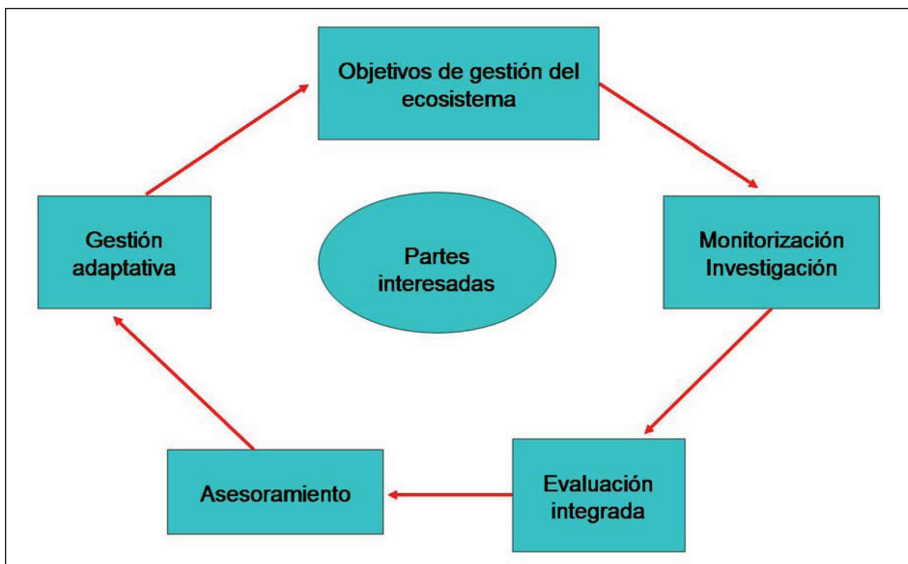 Objetivos de gestión del
ecosistema
Monitorización
Investigación
Evaluación
integrada
Asesoramiento
Gestión
adaptativa
Partes
interesadas